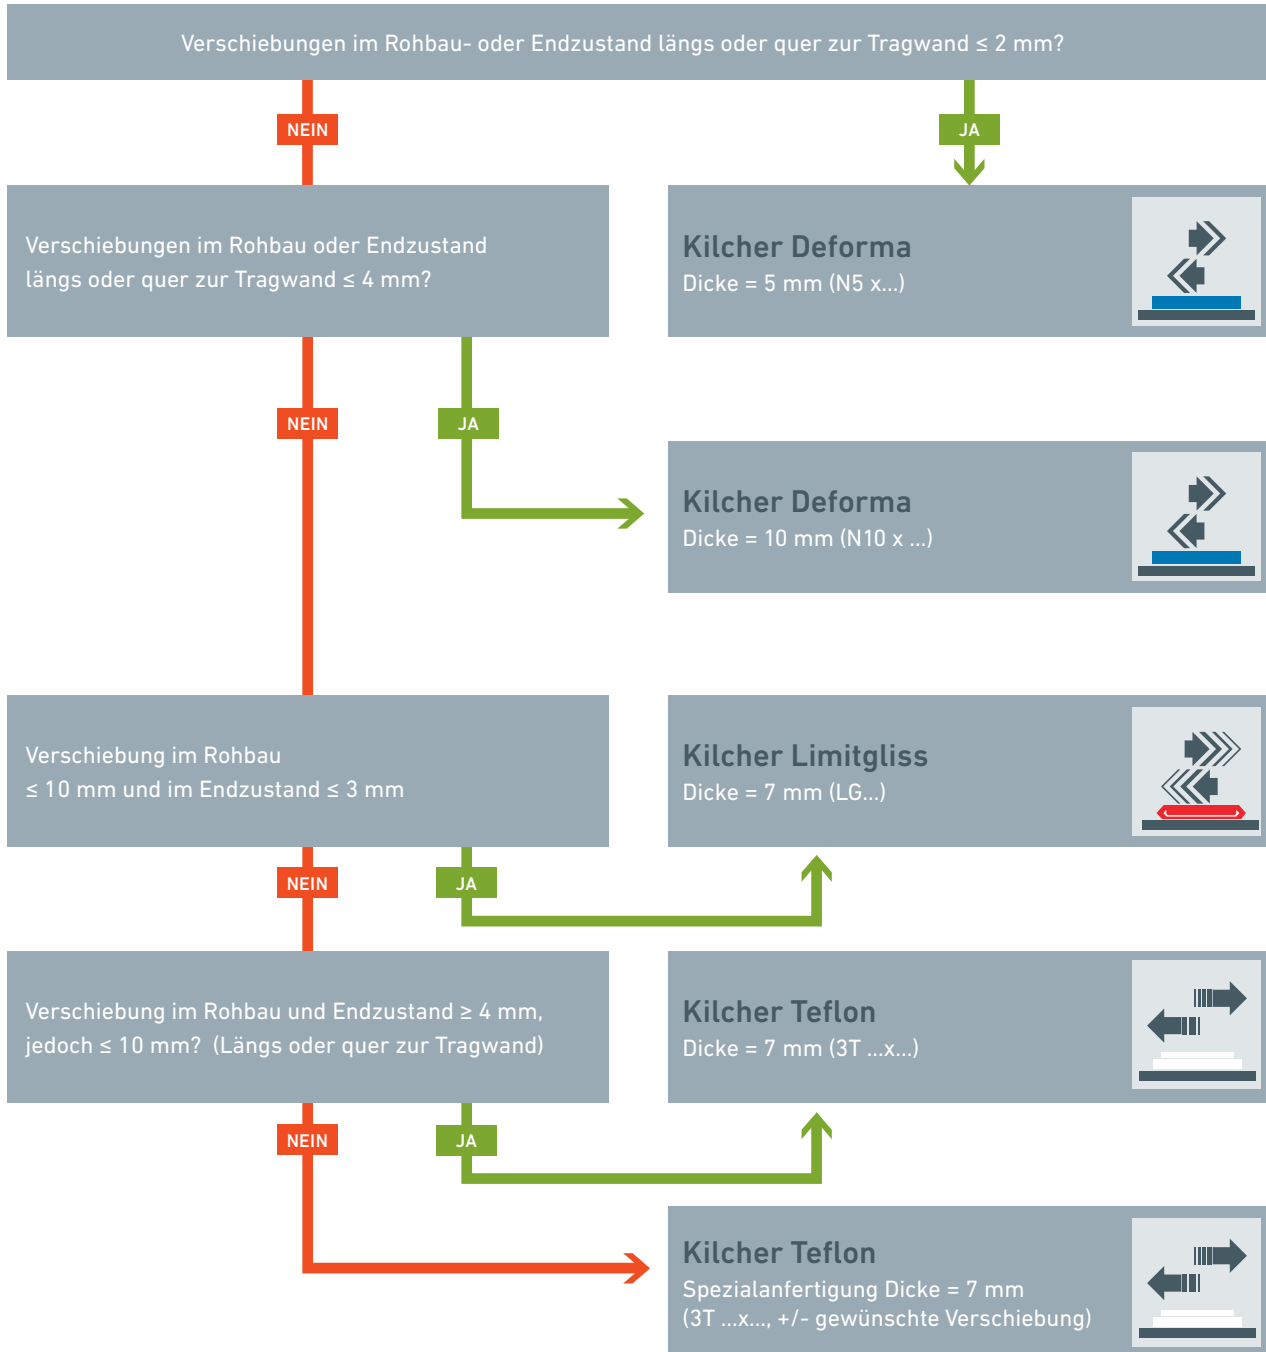 Verschiebungen im Rohbau- oder Endzustand längs oder quer zur Tragwand ≤ 2 mm?
NEIN
JA
Verschiebungen im Rohbau oder Endzustand
längs oder quer zur Tragwand ≤ 4 mm?
Kilcher Deforma
Dicke = 5 mm (N5 x...)
NEIN
JA
Kilcher Deforma
Dicke = 10 mm (N10 x ...)
Verschiebung im Rohbau
≤ 10 mm und im Endzustand ≤ 3 mm
Kilcher Limitgliss
Dicke = 7 mm (LG...)
NEIN
JA
Verschiebung im Rohbau und Endzustand ≥ 4 mm,
jedoch ≤ 10 mm? (Längs oder quer zur Tragwand)
Kilcher Teflon
Dicke = 7 mm (3T ...x...)
NEIN
JA
Kilcher Teflon
Spezialanfertigung Dicke = 7 mm
(3T ...x..., +/- gewünschte Verschiebung)